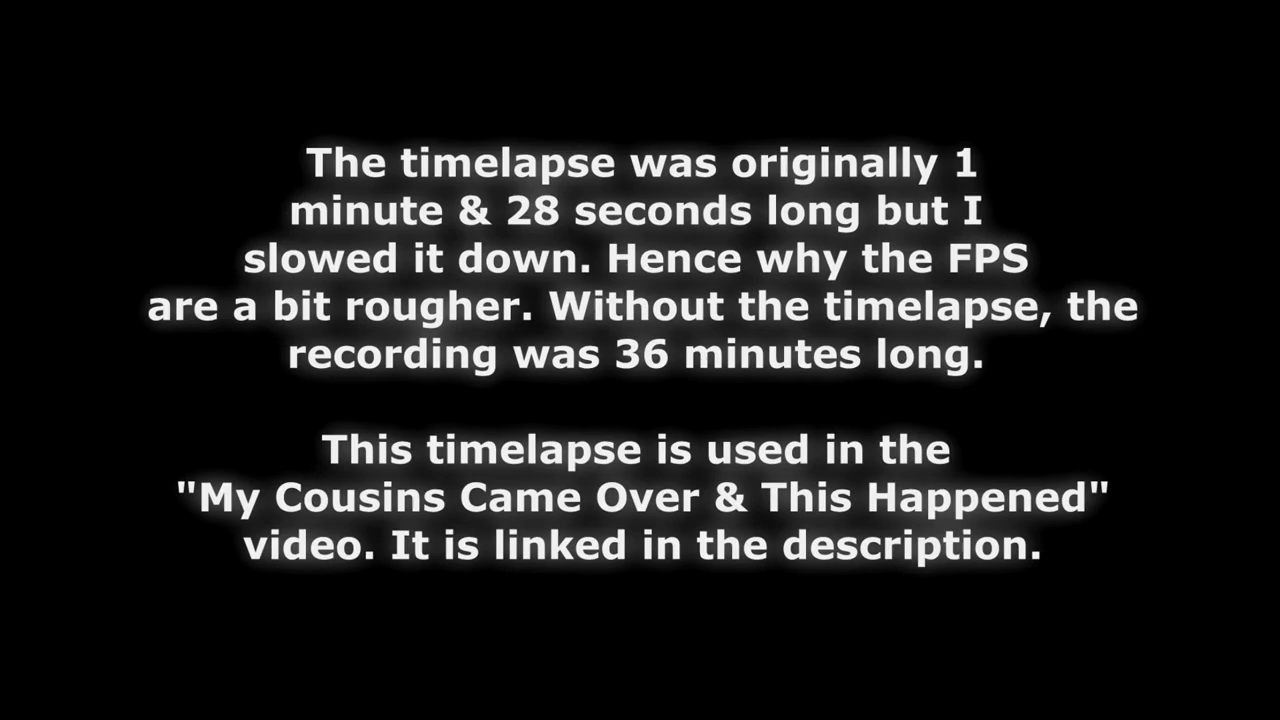 The timelapse was originally 1
minute & 28 seconds long but I
slowed it down. Hence why the FPS
are a bit rougher. Without the timelapse, the
recording was 36 minutes long.
This timelapse is used in the
"My Cousins Came Over & This Happened"
video. It is linked in the description.